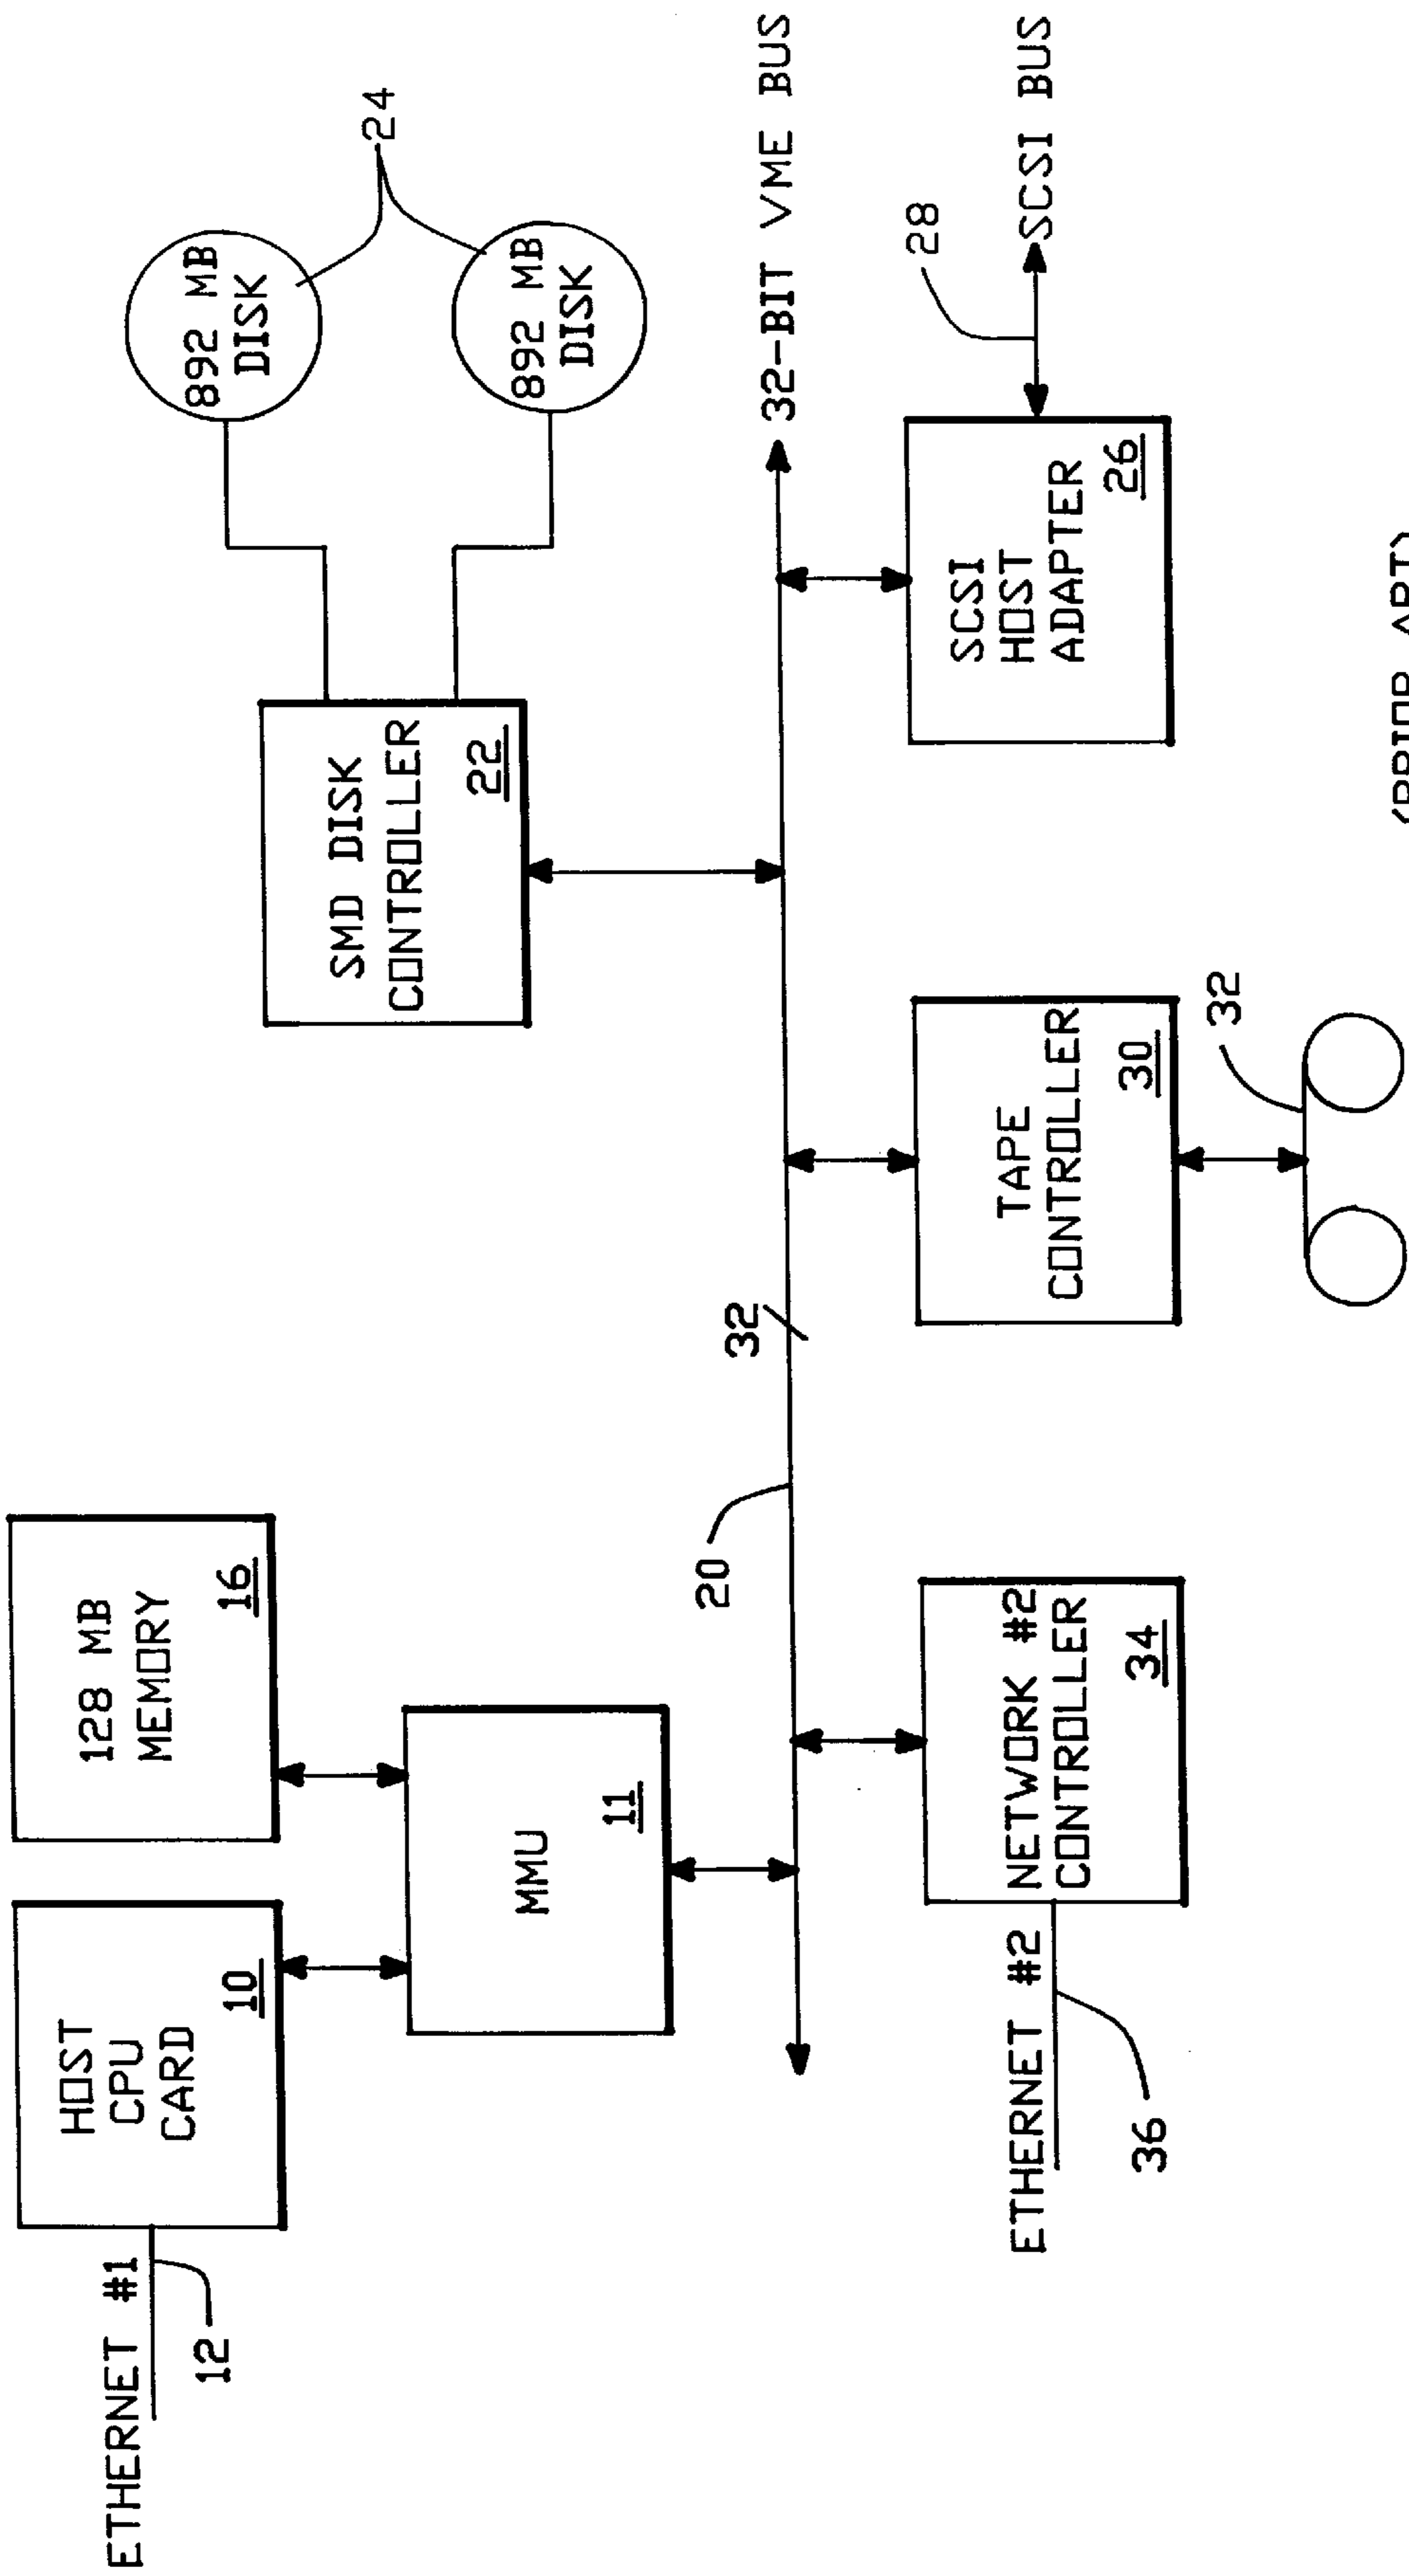 ETHERNET #1
12
HOST
CPU
CARD
10
128 MB
MEMORY
16
MMU
11
SMD DISK
CONTROLLER
22
892 MB
DISK
892 MB
DISK
24
20
32
32-BIT VME BUS
ETHERNET #2
36
NETWORK #2
CONTROLLER
34
TAPE
CONTROLLER
30
32
SCSI
HOST
ADAPTER
26
28
SCSI BUS
(PRIOR ART)